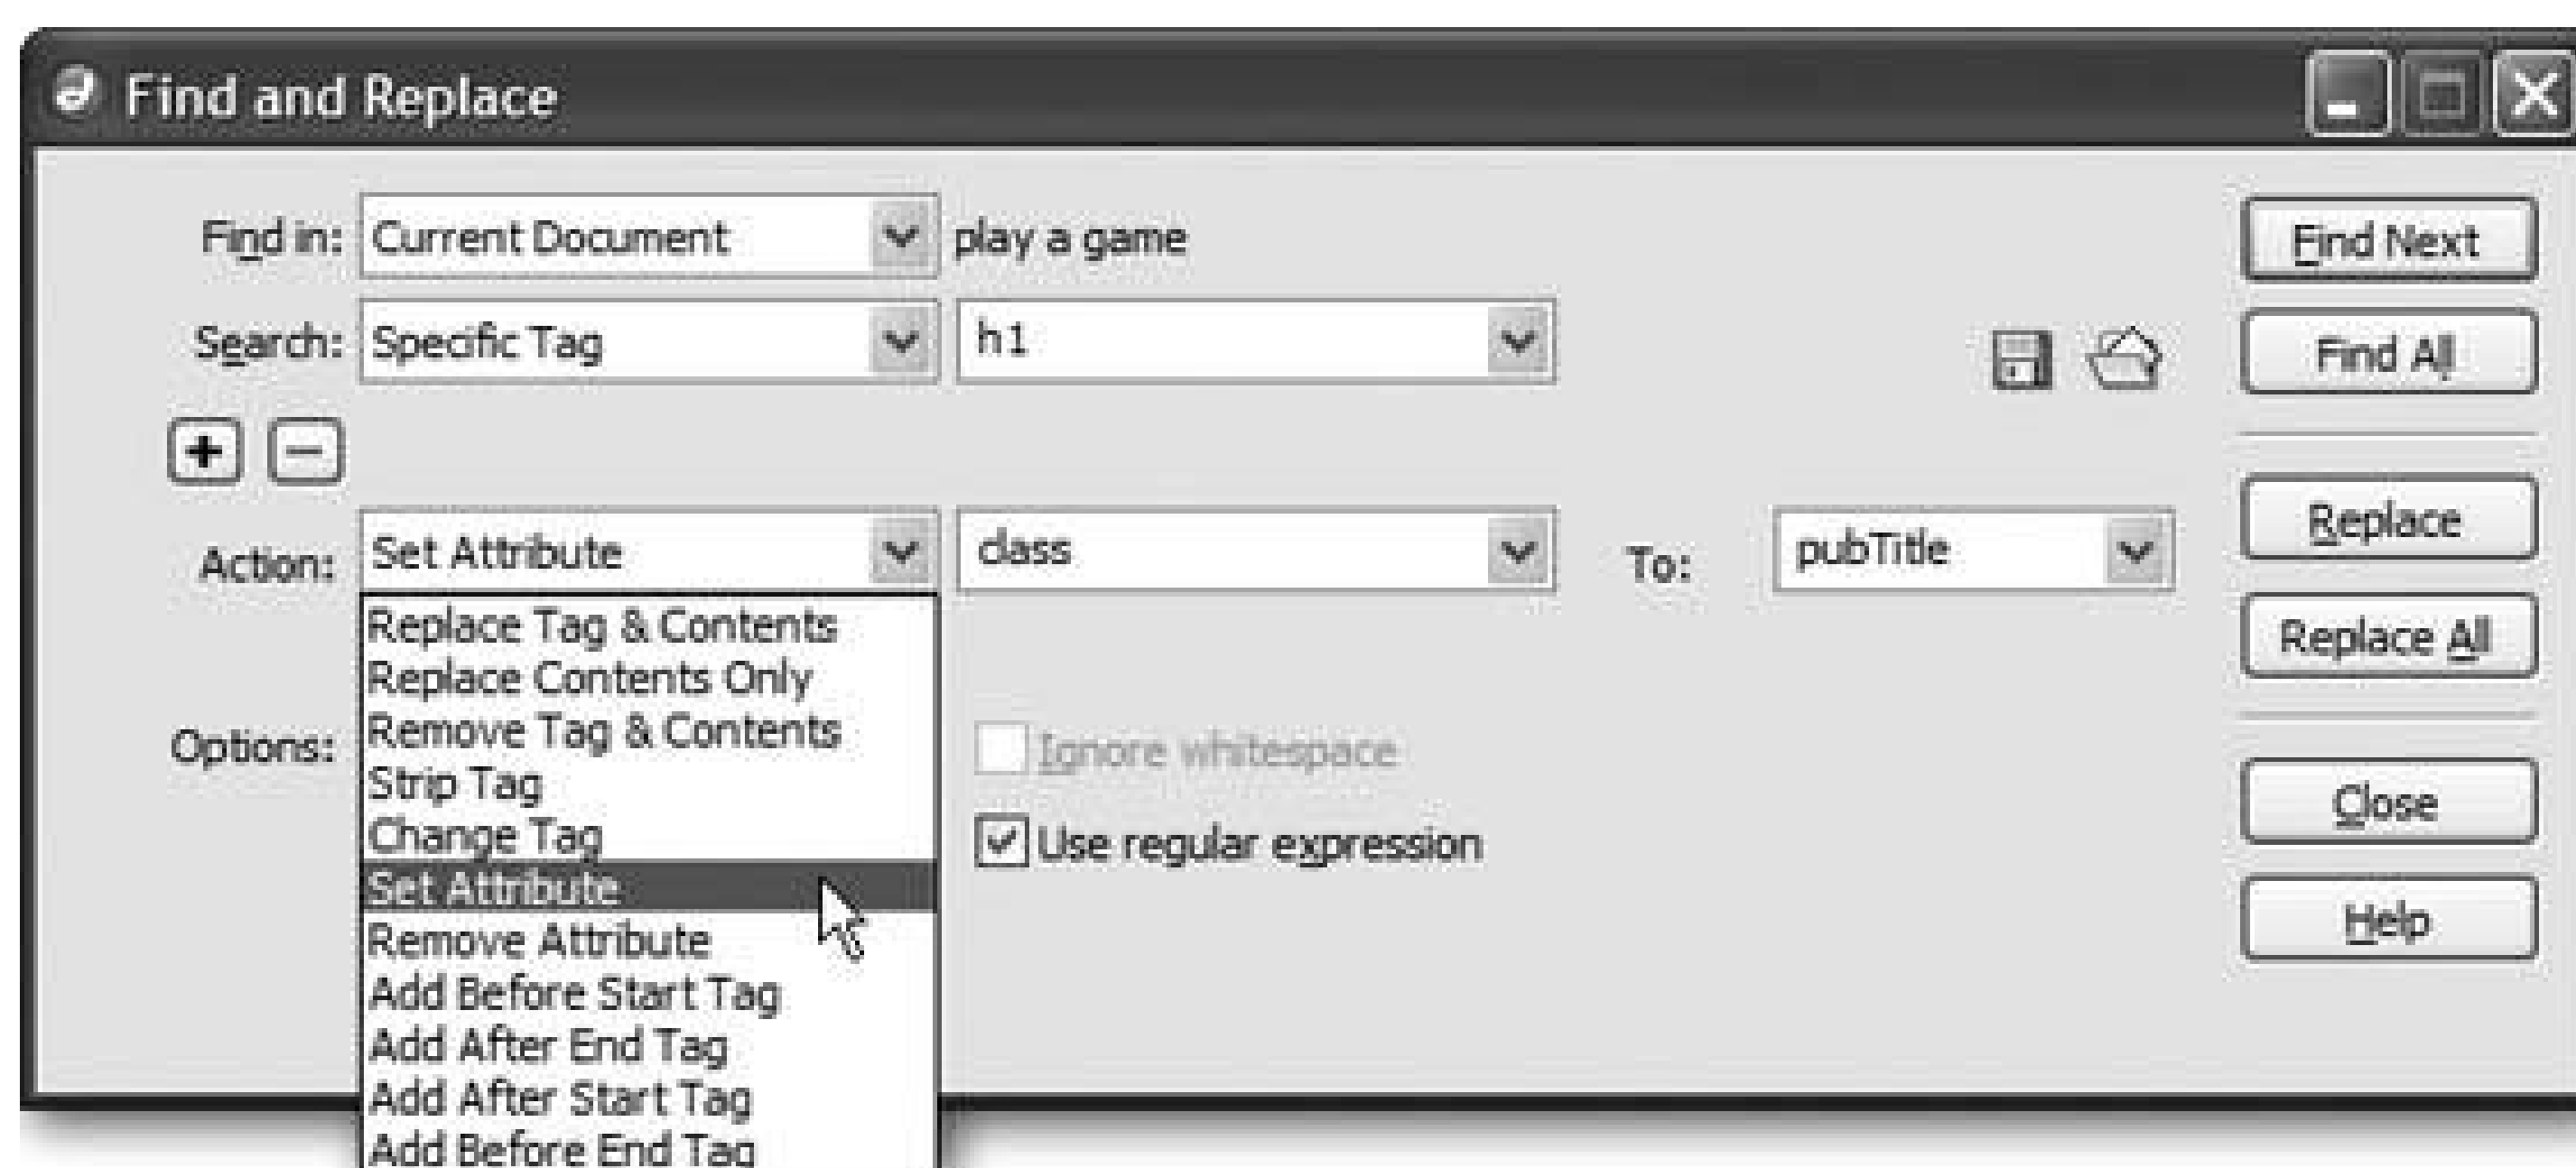 Find and Replace
Find in: Current Document play a game Find Next
Search: Specific Tag h1 Find All
Action: Set Attribute class To: pubTitle Replace
Replace Tag & Contents Replace All
Replace Contents Only
Remove Tag & Contents
Options: Ignore whitespace
Strip Tag Close
Change Tag Use regular expression
Set Attribute
Remove Attribute Help
Add Before Start Tag
Add After End Tag
Add After Start Tag
Add Before End Tag